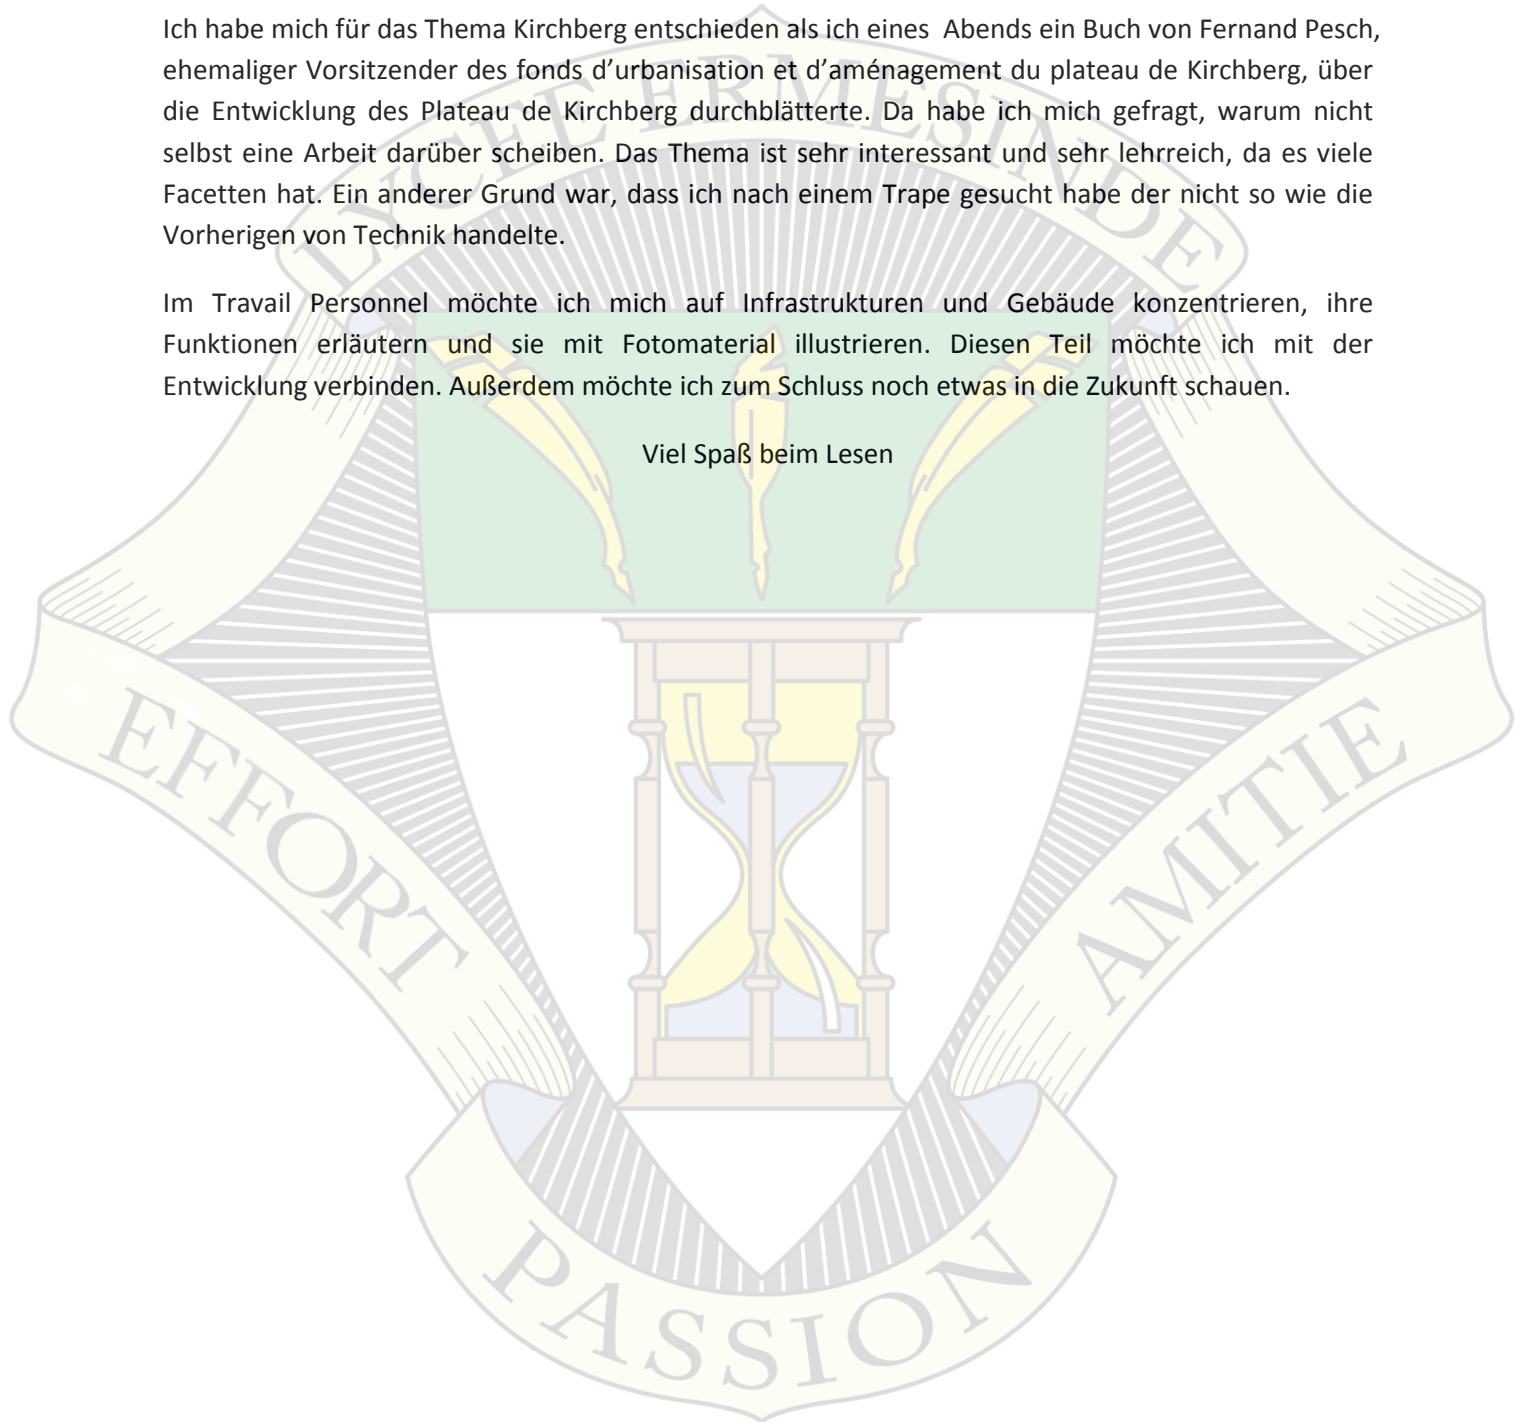 Ich habe mich für das Thema Kirchberg entschieden als ich eines  Abends ein Buch von Fernand Pesch,
ehemaliger Vorsitzender des fonds d’urbanisation et d’aménagement du plateau de Kirchberg, über
die Entwicklung des Plateau de Kirchberg durchblätterte. Da habe ich mich gefragt, warum nicht
selbst eine Arbeit darüber scheiben. Das Thema ist sehr interessant und sehr lehrreich, da es viele
Facetten hat. Ein anderer Grund war, dass ich nach einem Trape gesucht habe der nicht so wie die
Vorherigen von Technik handelte.
Im Travail Personnel möchte ich mich auf Infrastrukturen und Gebäude konzentrieren, ihre
Funktionen erläutern und sie mit Fotomaterial illustrieren. Diesen Teil möchte ich mit der
Entwicklung verbinden. Außerdem möchte ich zum Schluss noch etwas in die Zukunft schauen.
Viel Spaß beim Lesen
LYCEE ERMESINDE
EFFORT
AMITIE
PASSION